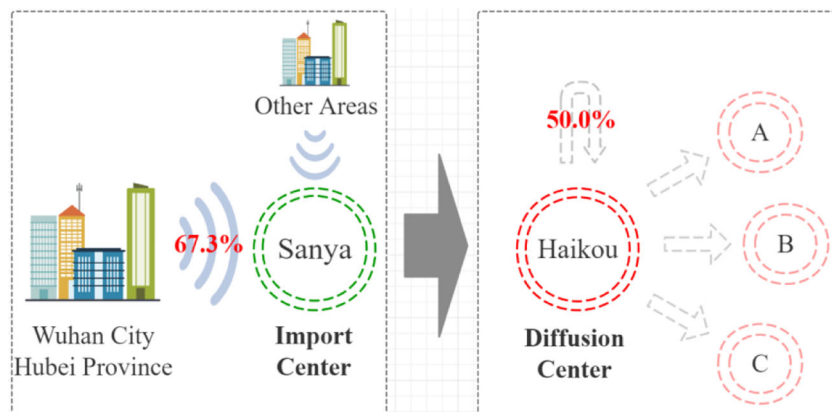 Other Areas
67.3%
Sanya
Wuhan City
Hubei Province
Import
Center
50.0%
Haikou
Diffusion
Center
A
B
C